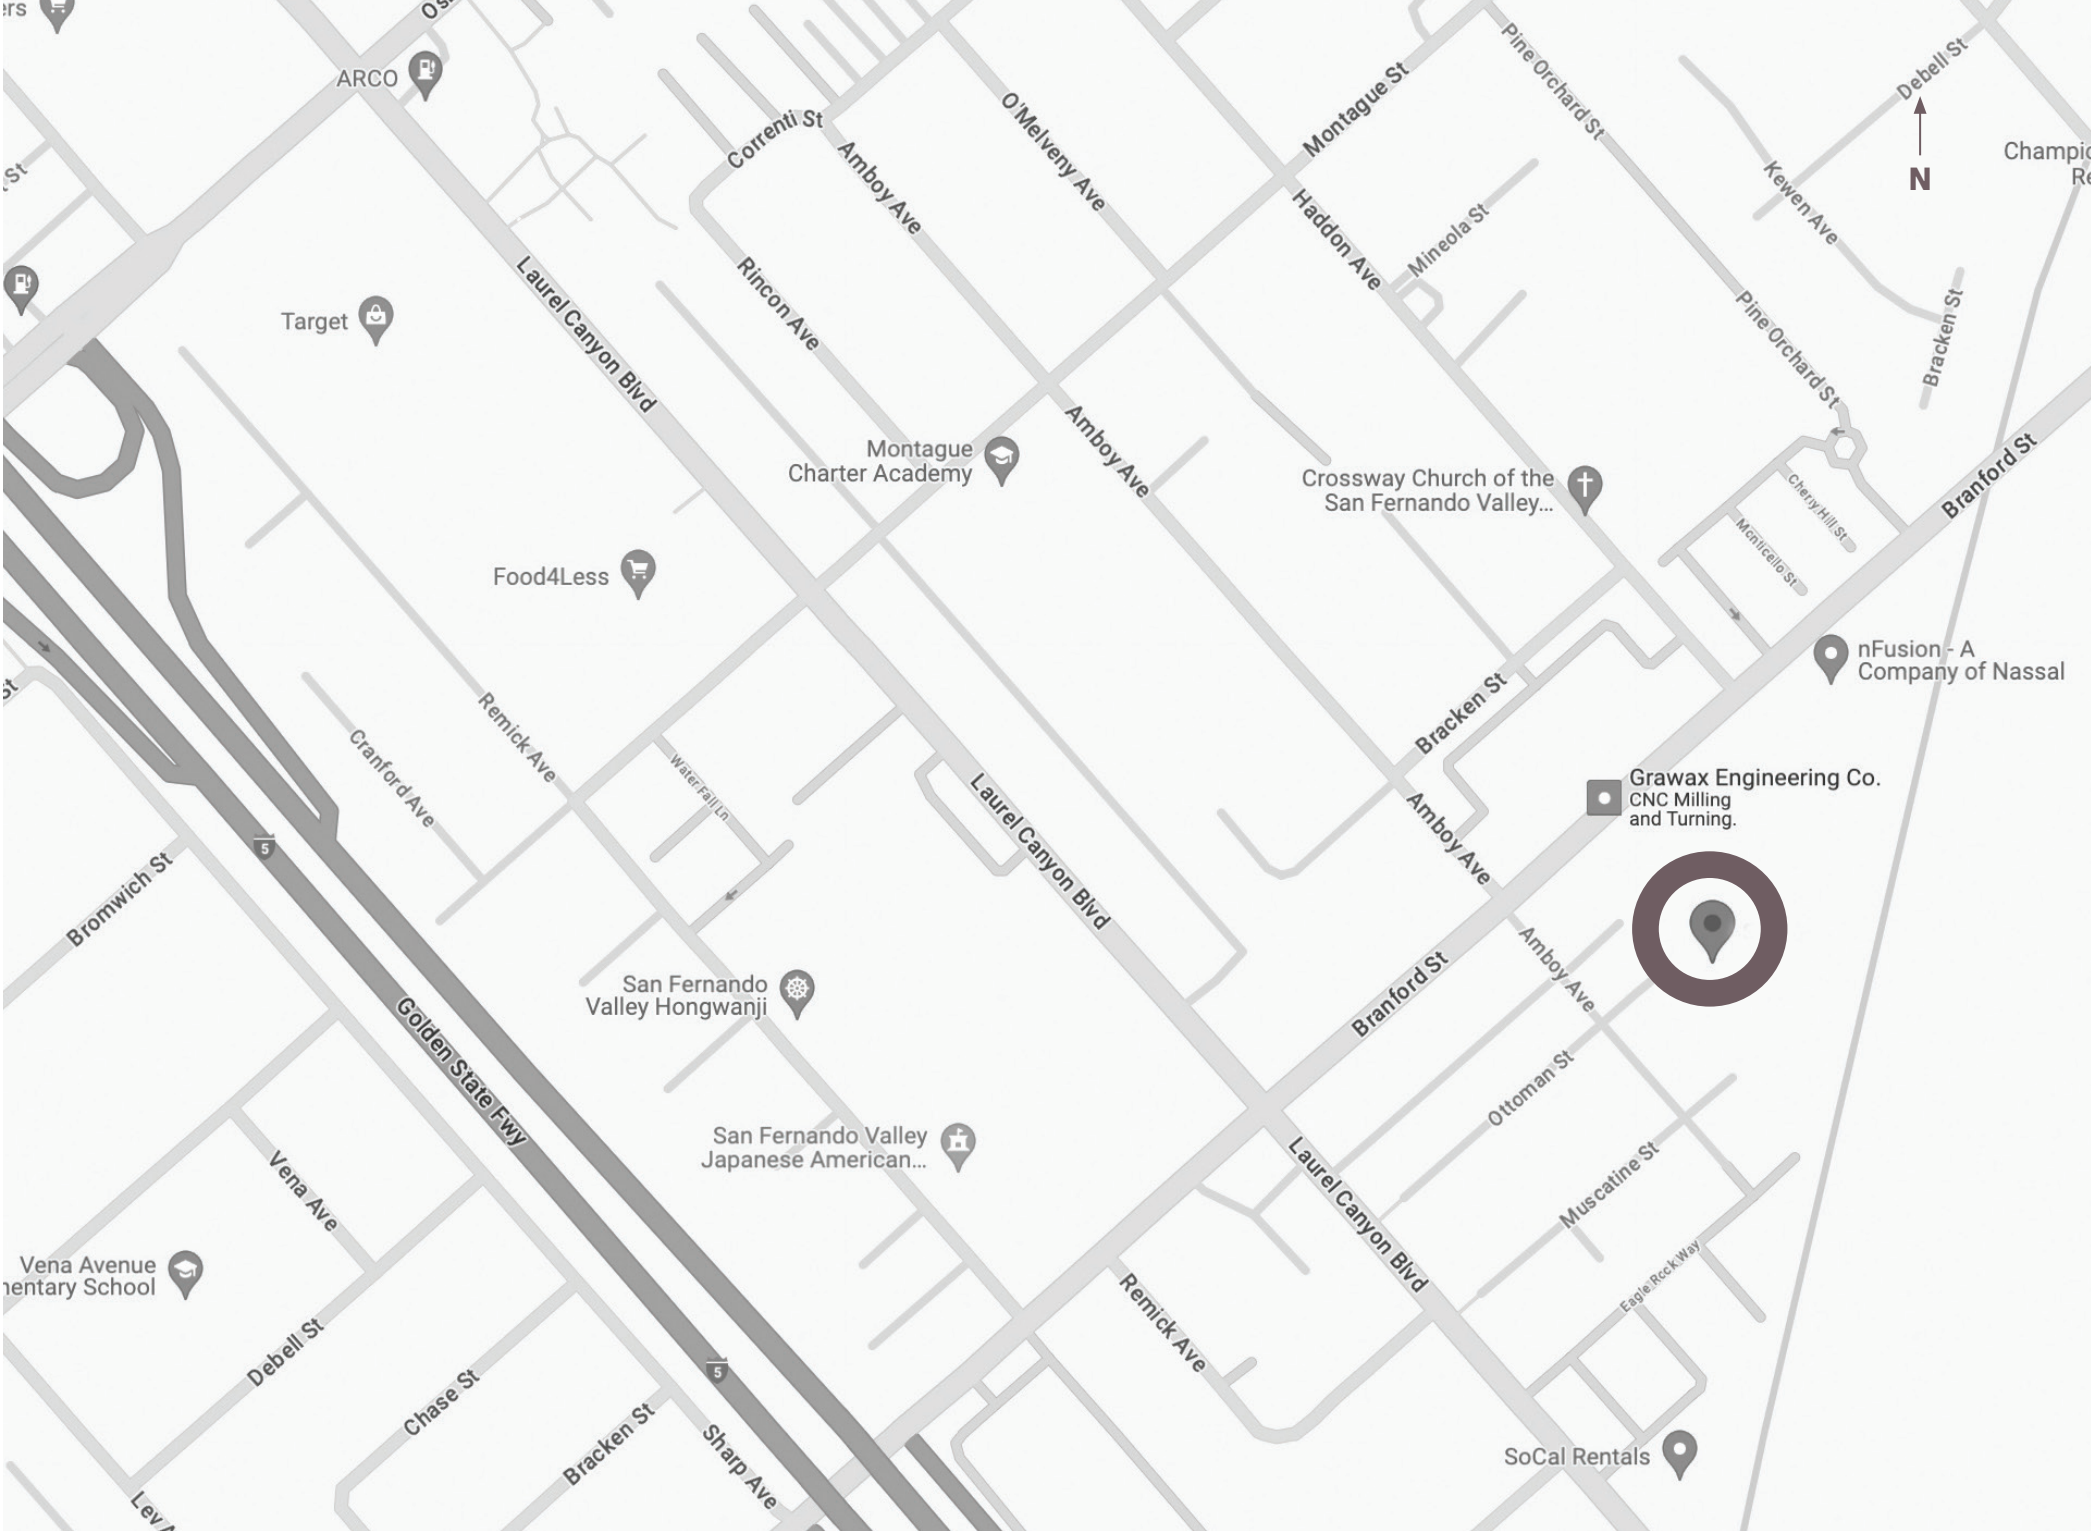 ers
ARCO
St
Correnti St
Amboy Ave
O'Melveny Ave
Montague St
Pine Orchard St
Debell St
N
Kewen Ave
Haddon Ave
Mineola St
Rincon Ave
Laurel Canyon Blvd
Target
Pine Orchard St
Bracken St
Amboy Ave
Montague
Charter Academy
Crossway Church of the
San Fernando Valley...
Cherry Hill St
Monticello St
Branford St
Food4Less
nFusion - A
Company of Nassal
St
Remick Ave
Cranford Ave
Water Fall Ln
Bracken St
Laurel Canyon Blvd
Amboy Ave
Grawax Engineering Co.
CNC Milling
and Turning.
5
Bromwich St
Branford St
Amboy Ave
San Fernando
Valley Hongwanji
Golden State Fwy
Ottoman St
San Fernando Valley
Japanese American...
Muscatine St
Laurel Canyon Blvd
Vena Ave
Eagle Rock Way
Vena Avenue
mentary School
Remick Ave
Debell St
5
Chase St
Bracken St
Sharp Ave
SoCal Rentals
Lev A